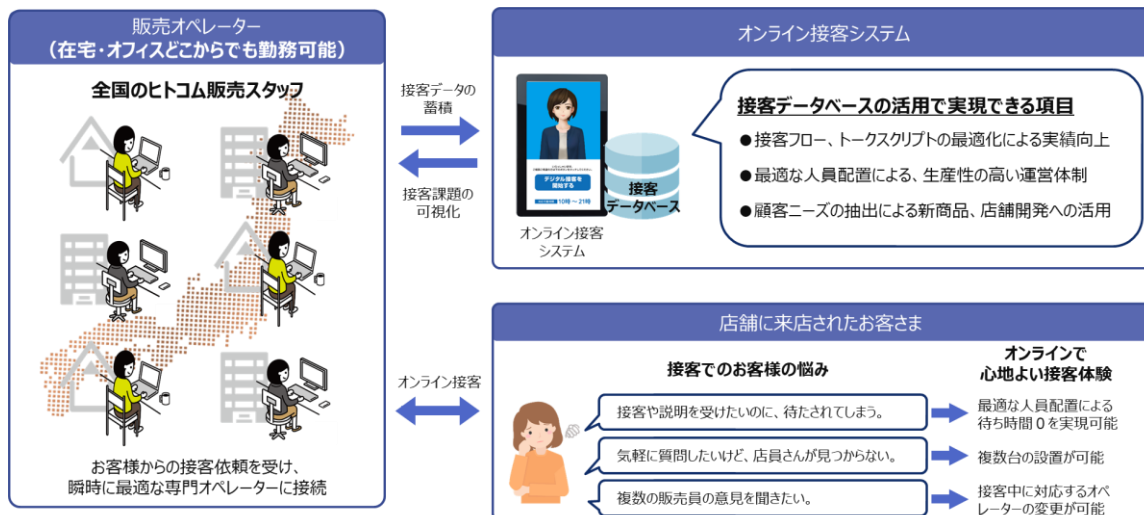 販売オペレーター
（在宅・オフィスどこからでも勤務可能）
全国のヒトコム販売スタッフ
お客様からの接客依頼を受け、
瞬時に最適な専門オペレーターに接続
接客データの
蓄積
接客課題の
可視化
オンライン接客
オンライン接客システム
デジタル接客を
開始する
10時～21時
接客
データベース
オンライン接客
システム
接客データベースの活用で実現できる項目
●接客フロー、トークスクリプトの最適化による実績向上
●最適な人員配置による、生産性の高い運営体制
●顧客ニーズの抽出による新商品、店舗開発への活用
店舗に来店されたお客さま
接客でのお客様の悩み
オンラインで
心地よい接客体験
接客や説明を受けたいのに、待たされてしまう。
最適な人員配置による
待ち時間０を実現可能
気軽に質問したいけど、店員さんが見つからない。
複数台の設置が可能
複数の販売員の意見を聞きたい。
接客中に対応するオペ
レーターの変更が可能